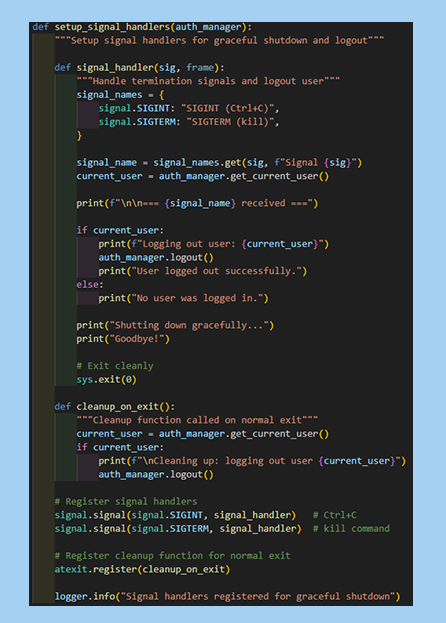 def setup_signal_handlers(auth_manager):
    """Setup signal handlers for graceful shutdown and logout"""

    def signal_handler(sig, frame):
        """Handle termination signals and logout user"""
        signal_names = {
            signal.SIGINT: "SIGINT (Ctrl+C)",
            signal.SIGTERM: "SIGTERM (kill)",
        }

        signal_name = signal_names.get(sig, f"Signal {sig}")
        current_user = auth_manager.get_current_user()

        print(f"\n\n=== {signal_name} received ===")

        if current_user:
            print(f"Logging out user: {current_user}")
            auth_manager.logout()
            print("User logged out successfully.")
        else:
            print("No user was logged in.")

        print("Shutting down gracefully...")
        print("Goodbye!")

        # Exit cleanly
        sys.exit(0)

    def cleanup_on_exit():
        """Cleanup function called on normal exit"""
        current_user = auth_manager.get_current_user()
        if current_user:
            print(f"\nCleaning up: logging out user {current_user}")
            auth_manager.logout()

    # Register signal handlers
    signal.signal(signal.SIGINT, signal_handler)   # Ctrl+C
    signal.signal(signal.SIGTERM, signal_handler)  # kill command

    # Register cleanup function for normal exit
    atexit.register(cleanup_on_exit)

    logger.info("Signal handlers registered for graceful shutdown")